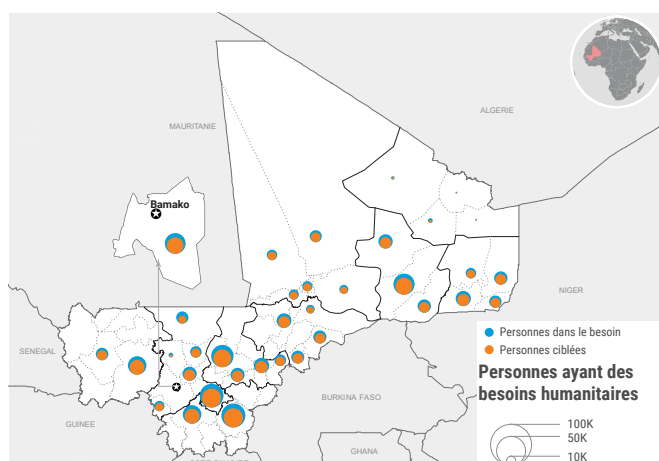 ALGERIE
MAURITANIE
Bamako
NIGER
SENEGAL
Personnes dans le besoin
Personnes ciblées
Personnes ayant des
besoins humanitaires
BURKINA FASO
GUINEE
100K
50K
10K
GHANA